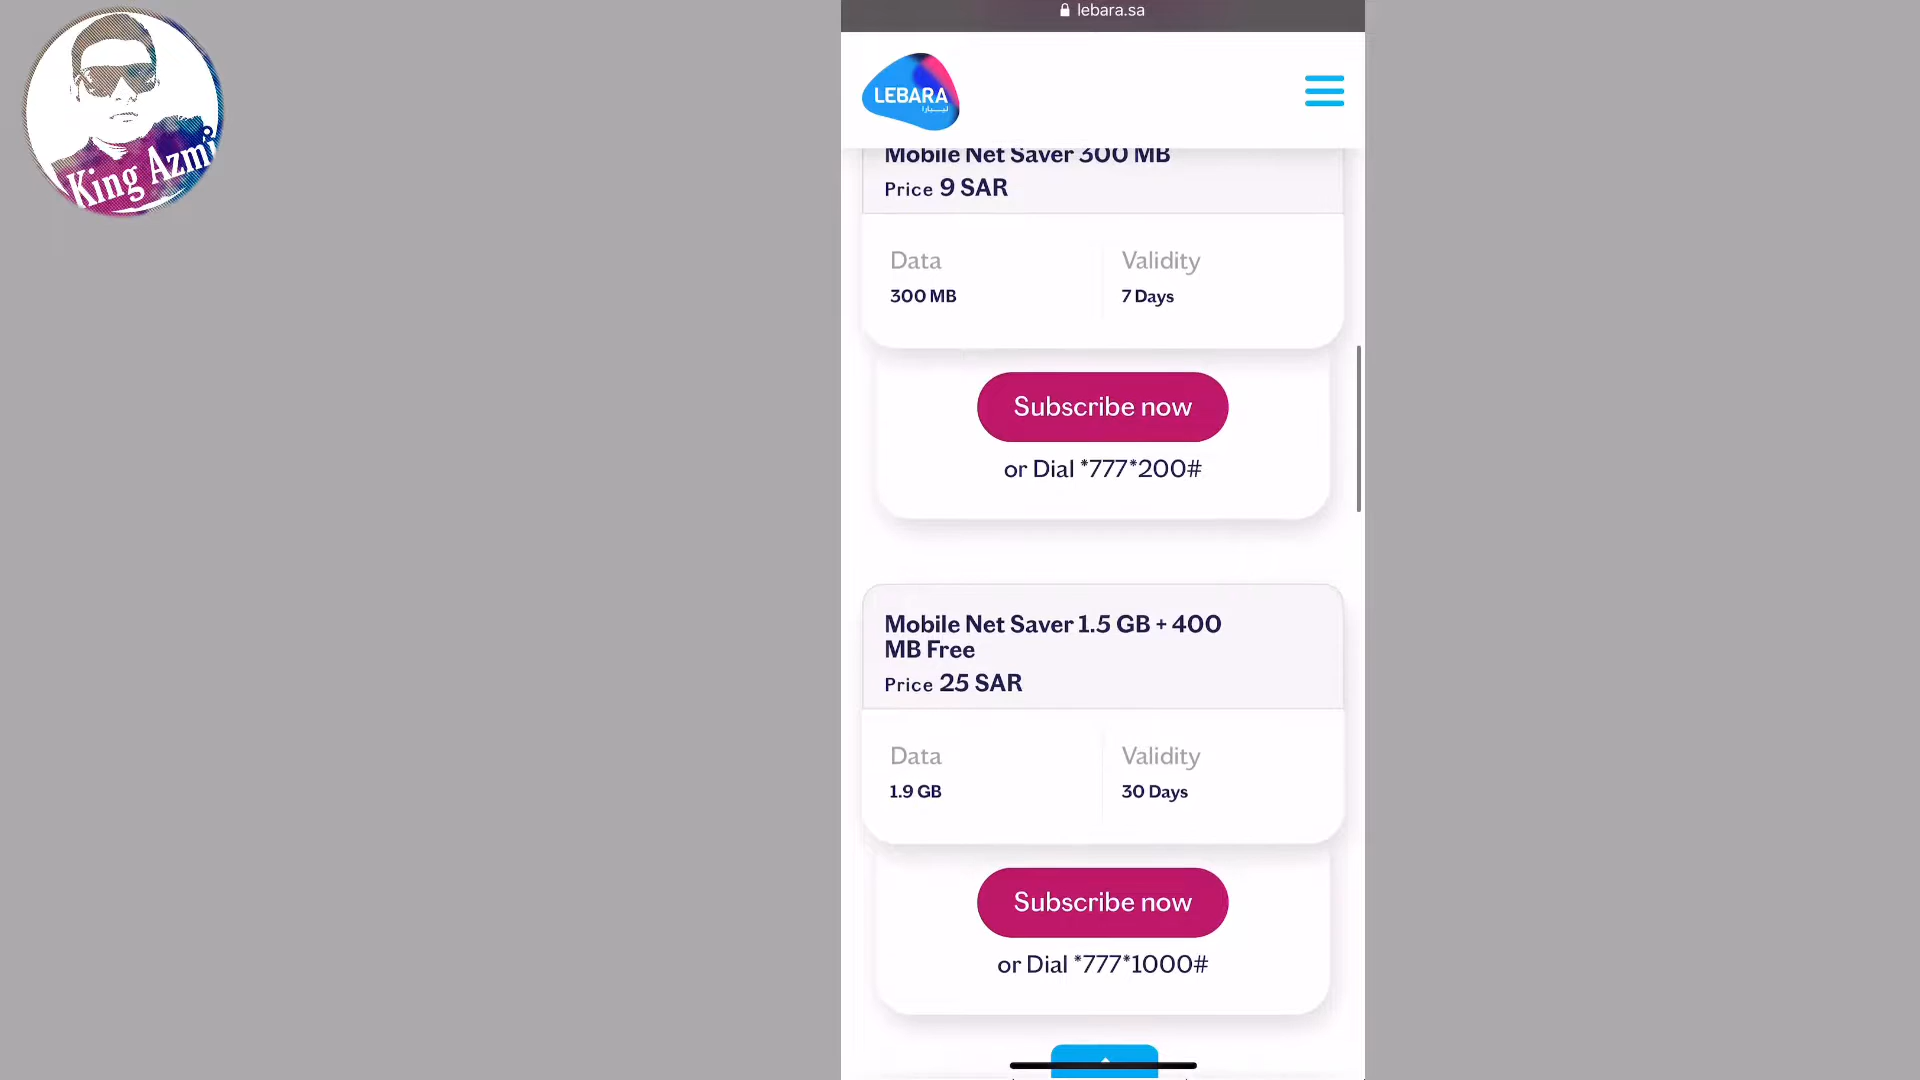 lebara.sa
King Azmi
LEBARA
ليبارا
Mobile Net Saver 300 MB
Price 9 SAR
Data
Validity
300 MB
7 Days
Subscribe now
or Dial *777*200#
Mobile Net Saver 1.5 GB + 400
MB Free
Price 25 SAR
Data
Validity
1.9 GB
30 Days
Subscribe now
or Dial *777*1000#